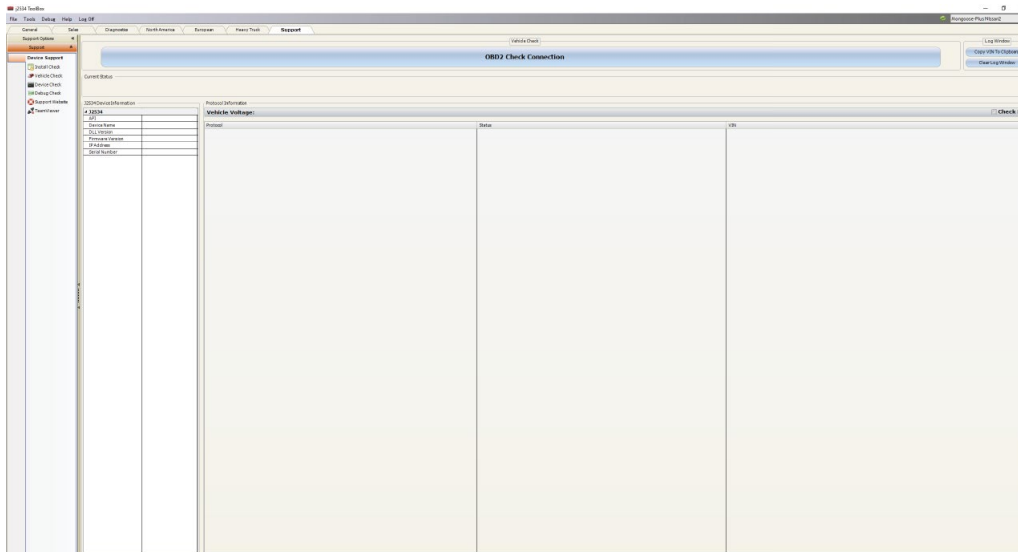 j2534 ToolBox
File Tools Debug Help Log Off
Mongoose-Plus Nissan2
General Sales Diagnostics North America European Heavy Truck Support
Support Options
Support
Device Support
Install Check
Vehicle Check
Device Check
Debug Check
Support Website
TeamViewer
Vehicle Check
OBD2 Check Connection
Log Window
Copy VIN To Clipboar
Clear Log Window
Current Status
J2534 Device Information
J2534
API
Device Name
DLL Version
Firmware Version
IP Address
Serial Number
Protocol Information
Vehicle Voltage:
Check
Protocol Status VIN